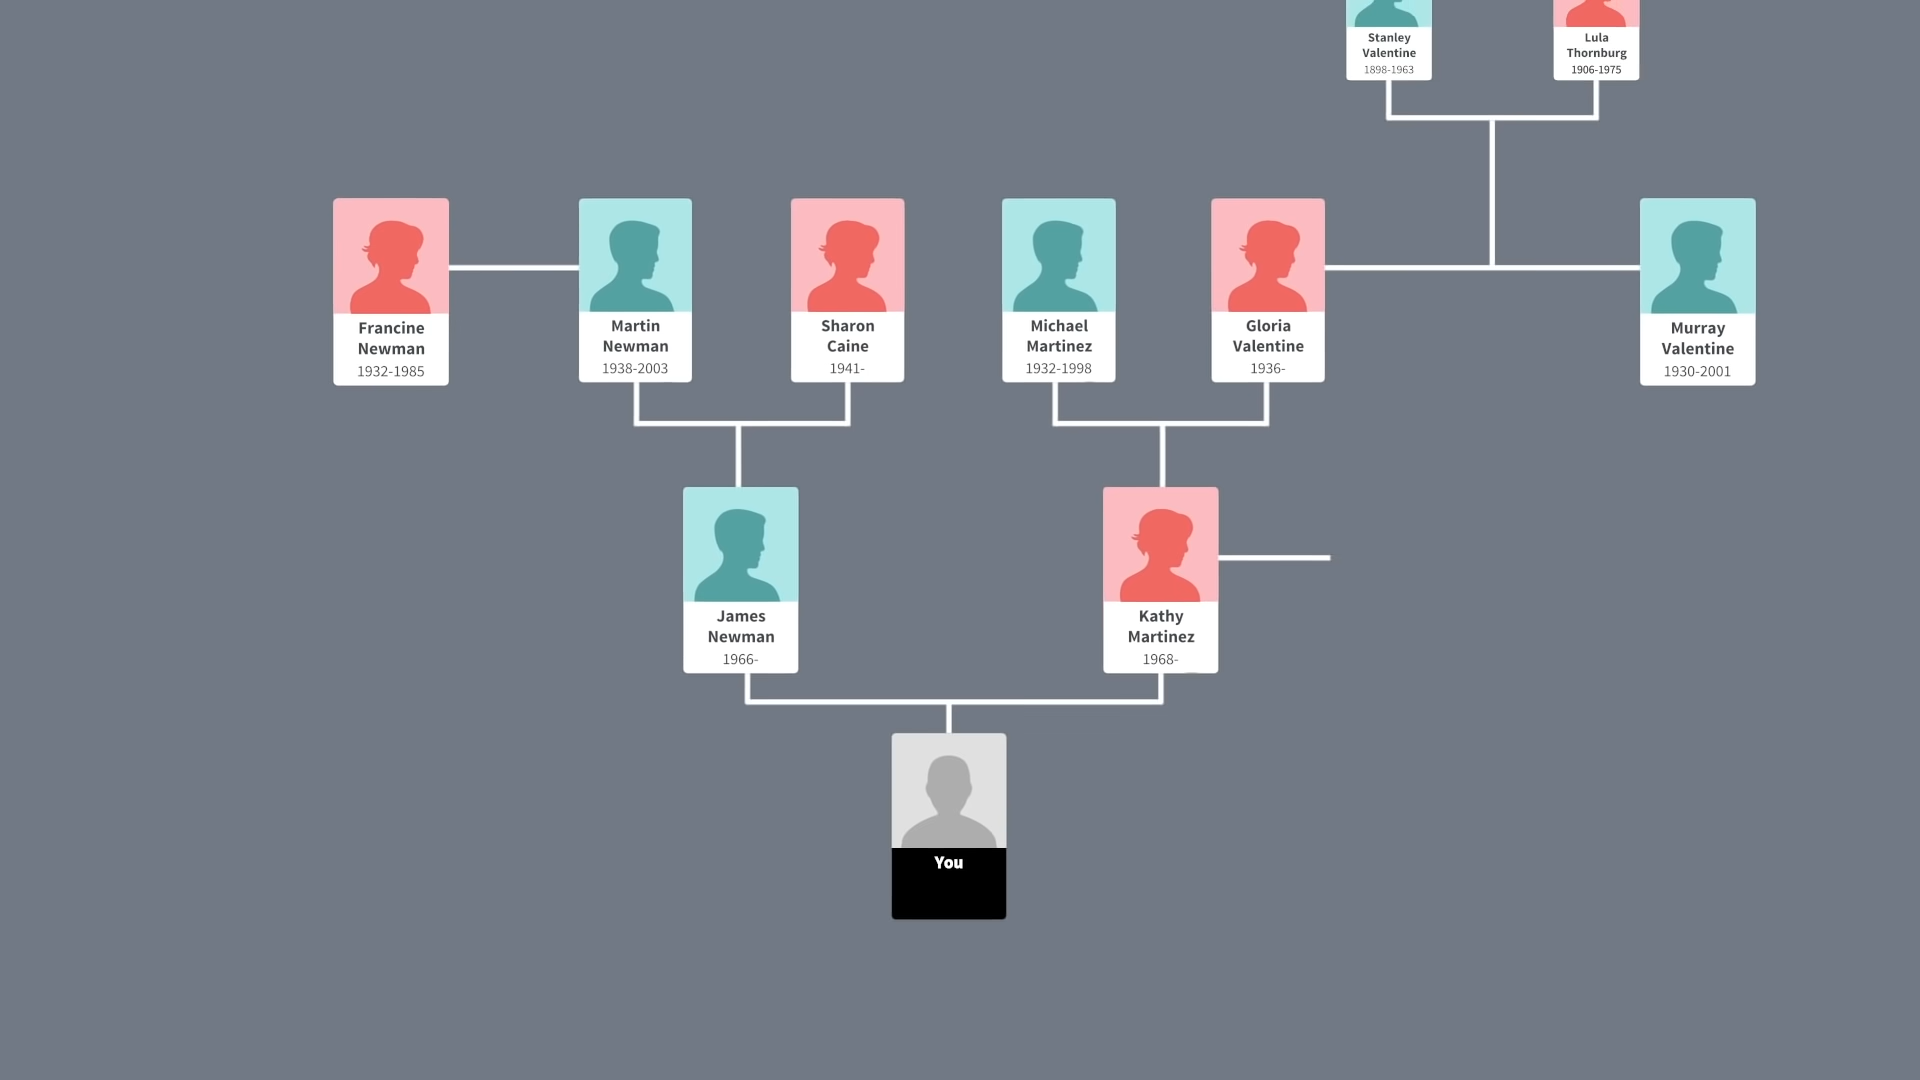 Stanley
Valentine
1898-1963
Lula
Thornburg
1906-1975
Francine
Newman
1932-1985
Martin
Newman
1938-2003
Sharon
Caine
1941-
Michael
Martinez
1932-1998
Gloria
Valentine
1936-
Murray
Valentine
1930-2001
James
Newman
1966-
Kathy
Martinez
1968-
You